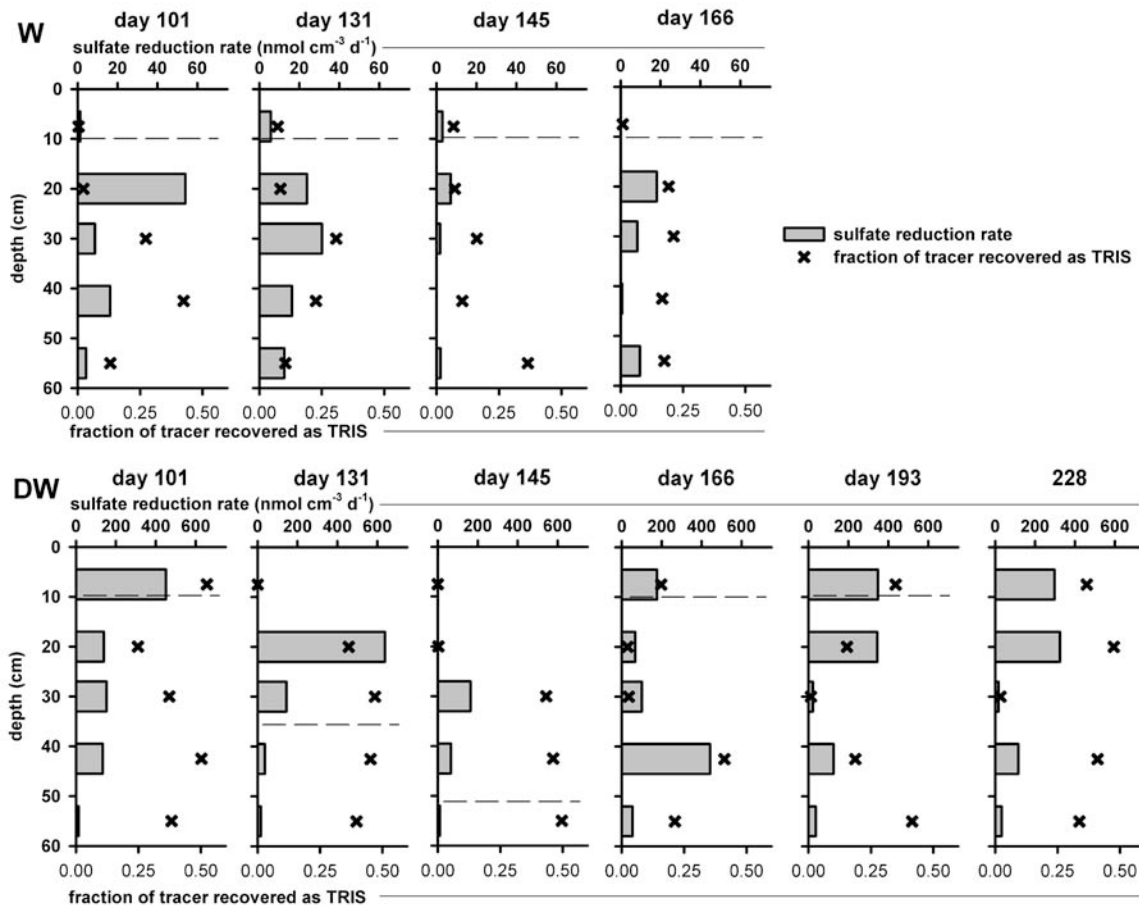 W
day 101 day 131 day 145 day 166
sulfate reduction rate (nmol cm⁻³ d⁻¹)
0 20 40 60 0 20 40 60 0 20 40 60 0 20 40 60
0
10
20
30
40
50
60
depth (cm)
0.00 0.25 0.50 0.00 0.25 0.50 0.00 0.25 0.50 0.00 0.25 0.50
fraction of tracer recovered as TRIS
sulfate reduction rate
fraction of tracer recovered as TRIS
DW
day 101 day 131 day 145 day 166 day 193 228
sulfate reduction rate (nmol cm⁻³ d⁻¹)
0 200 400 600 0 200 400 600 0 200 400 600 0 200 400 600 0 200 400 600 0 200 400 600
0
10
20
30
40
50
60
depth (cm)
0.00 0.25 0.50 0.00 0.25 0.50 0.00 0.25 0.50 0.00 0.25 0.50 0.00 0.25 0.50 0.00 0.25 0.50
fraction of tracer recovered as TRIS